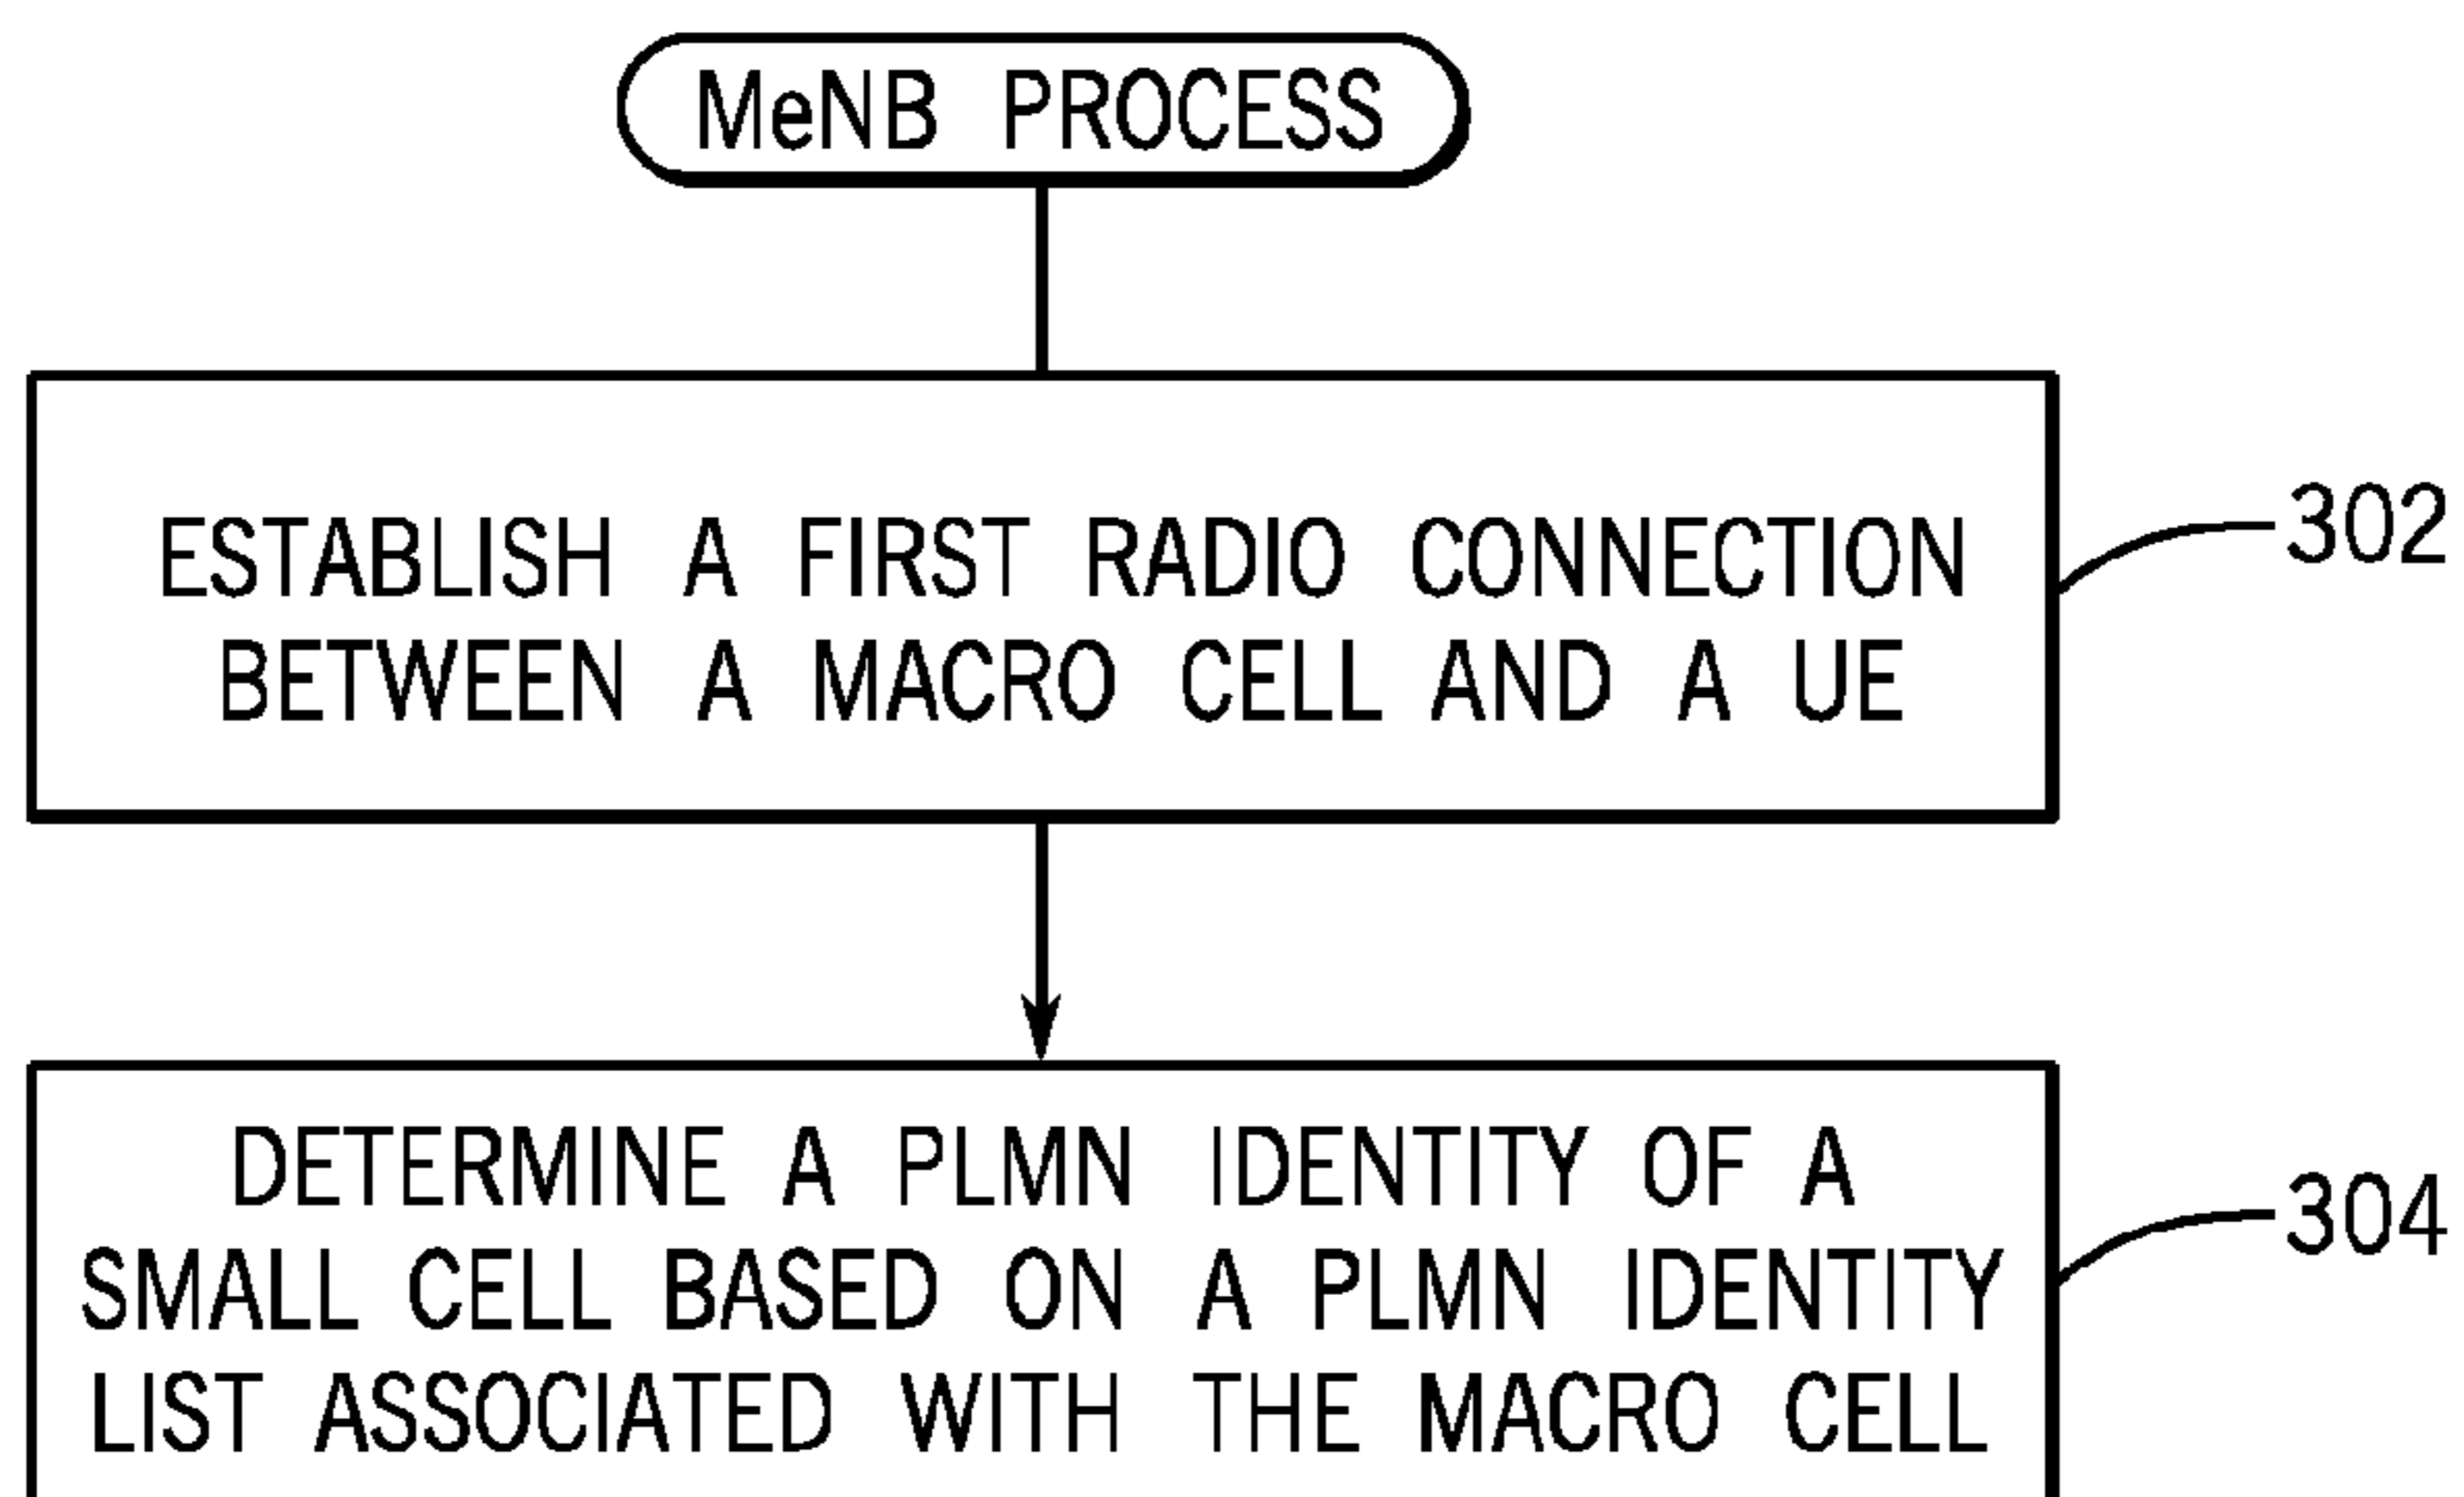 MeNB PROCESS
ESTABLISH A FIRST RADIO CONNECTION
BETWEEN A MACRO CELL AND A UE
302
DETERMINE A PLMN IDENTITY OF A
SMALL CELL BASED ON A PLMN IDENTITY
LIST ASSOCIATED WITH THE MACRO CELL
304